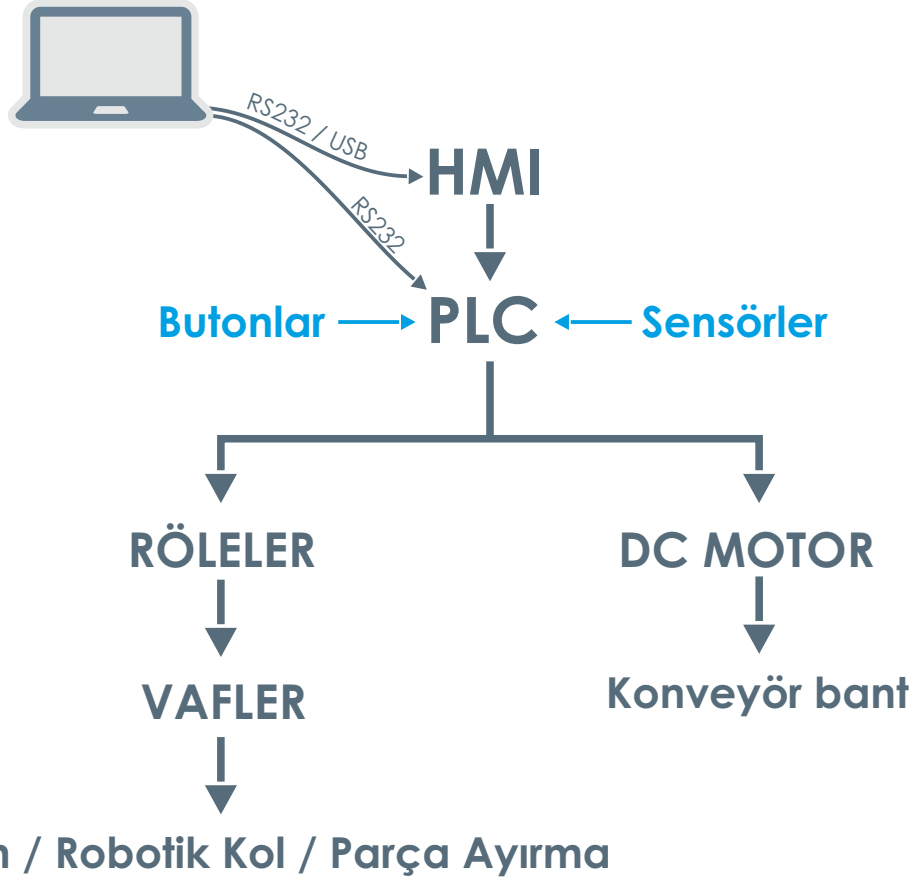 RS232 / USB
HMI
RS232
Butonlar
PLC
Sensörler
RÖLELER
DC MOTOR
VAFLER
Konveyör bant
/ Robotik Kol / Parça Ayırma